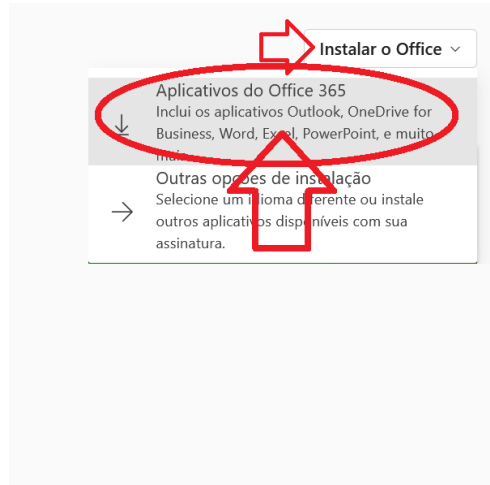 Instalar o Office
Aplicativos do Office 365
Inclui os aplicativos Outlook, OneDrive for
Business, Word, Excel, PowerPoint, e muito
mais.
Outras opções de instalação
Selecione um idioma diferente ou instale
outros aplicativos disponíveis com sua
assinatura.